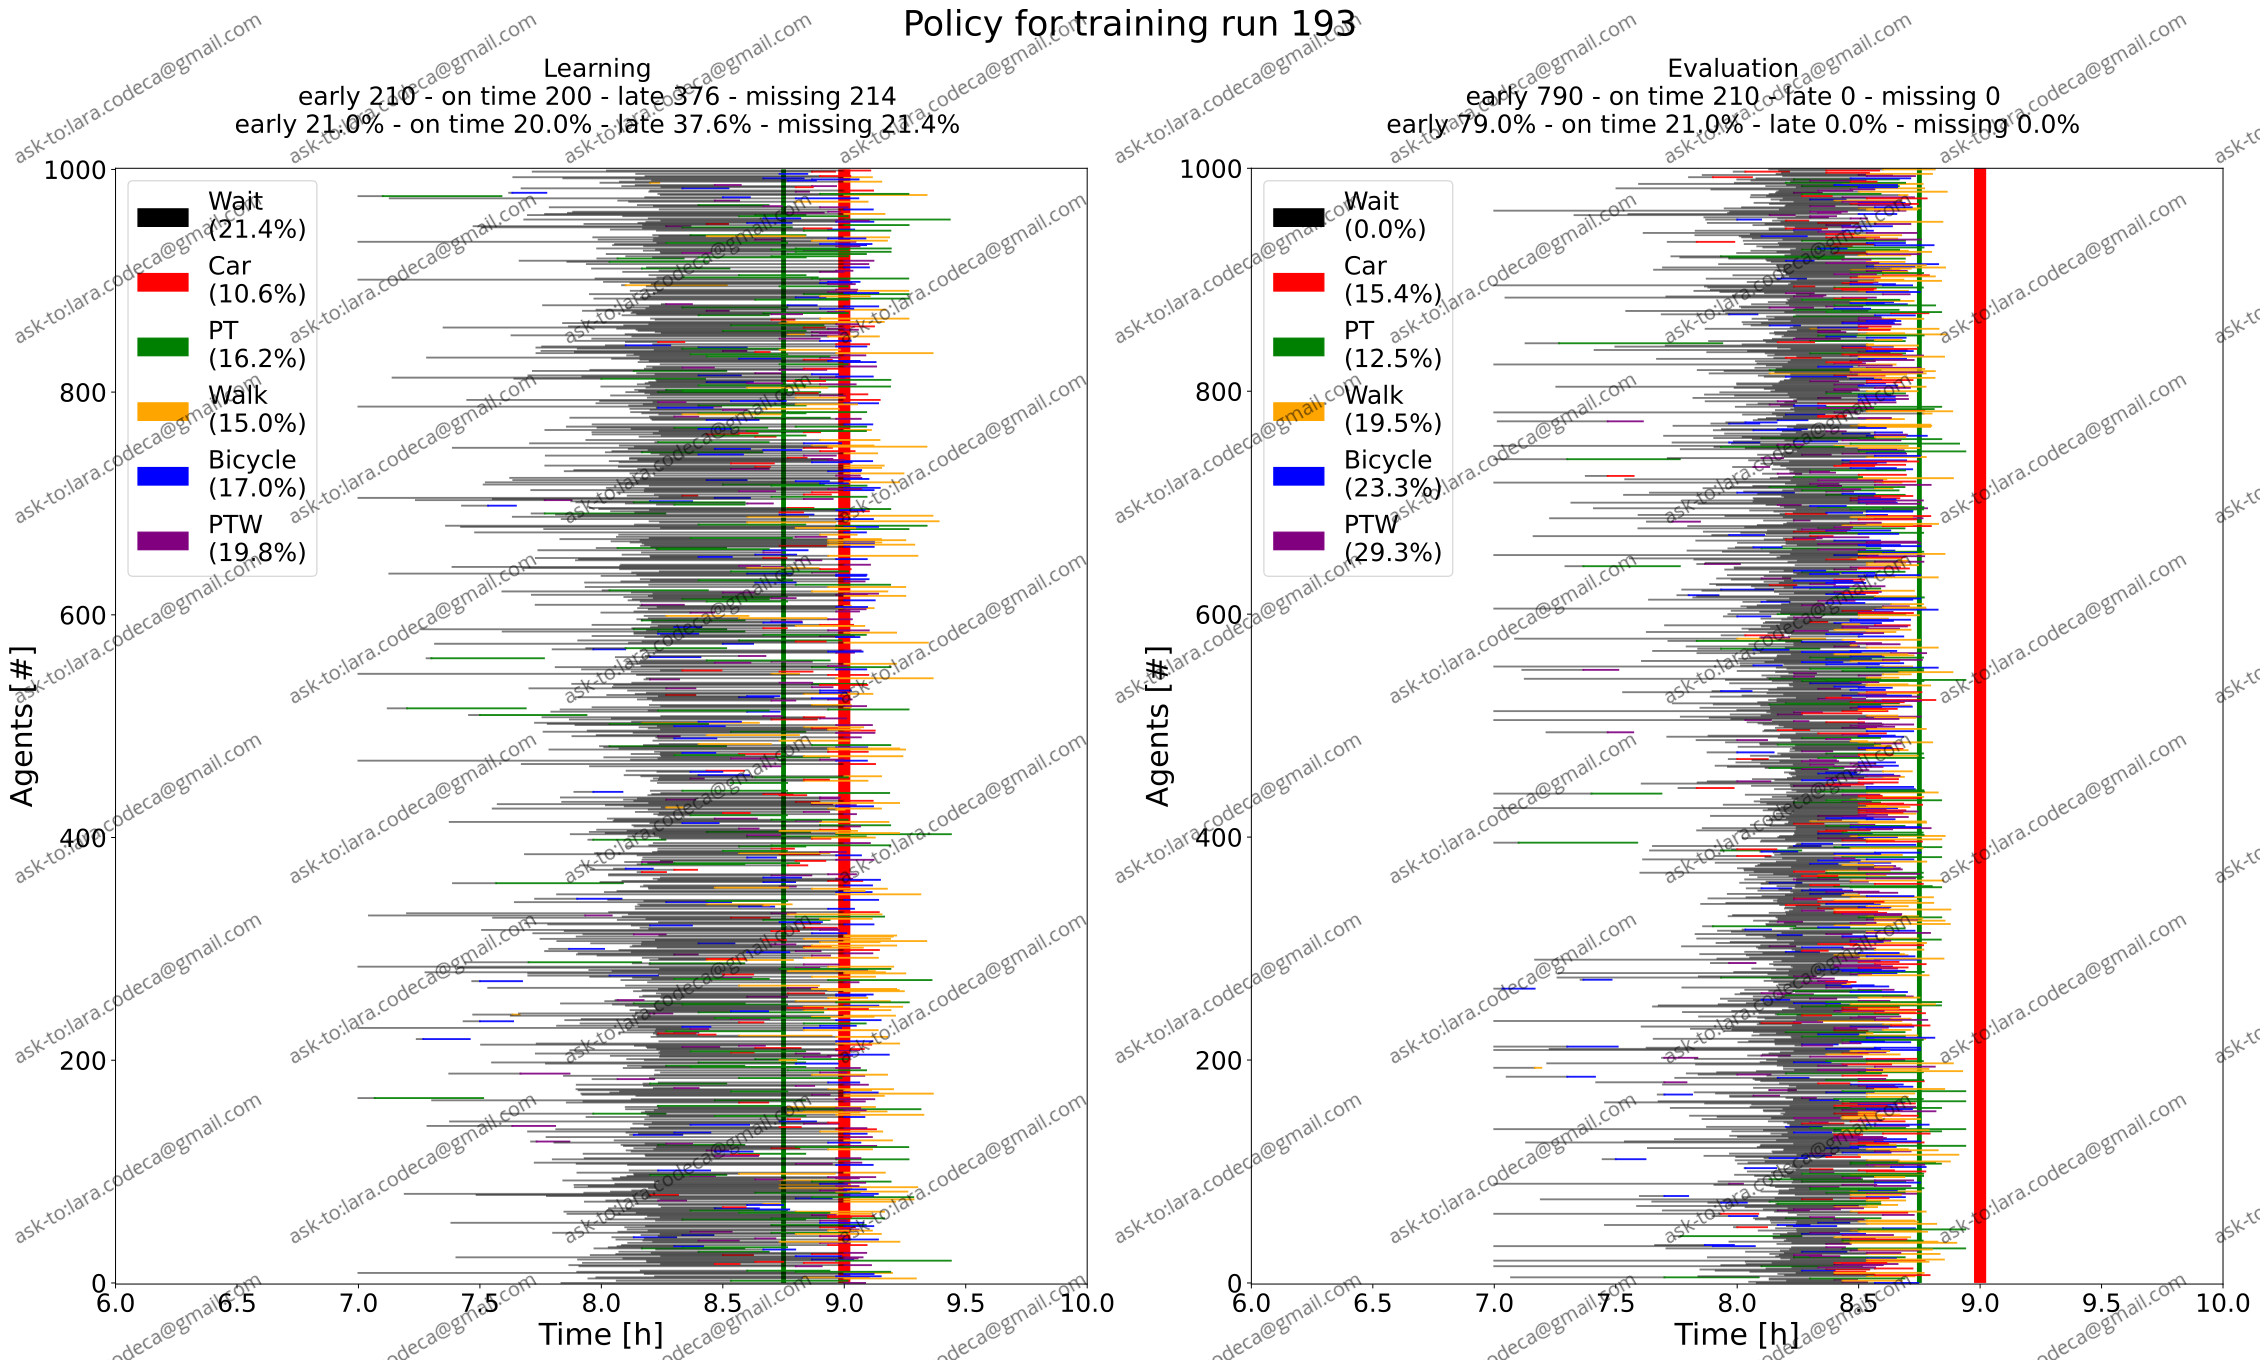 Policy for training run 193
Learning
early 210 - on time 200 - late 376 - missing 214
early 21.0% - on time 20.0% - late 37.6% - missing 21.4%
Evaluation
early 790 - on time 210 - late 0 - missing 0
early 79.0% - on time 21.0% - late 0.0% - missing 0.0%
Wait
(21.4%)
Car
(10.6%)
PT
(16.2%)
Walk
(15.0%)
Bicycle
(17.0%)
PTW
(19.8%)
Agents [#]
1000
800
600
400
200
0
6.0 6.5 7.0 7.5 8.0 8.5 9.0 9.5 10.0
Time [h]
Wait
(0.0%)
Car
(15.4%)
PT
(12.5%)
Walk
(19.5%)
Bicycle
(23.3%)
PTW
(29.3%)
Agents [#]
1000
800
600
400
200
0
6.0 6.5 7.0 7.5 8.0 8.5 9.0 9.5 10.0
Time [h]
ask-to:lara.codeca@gmail.com